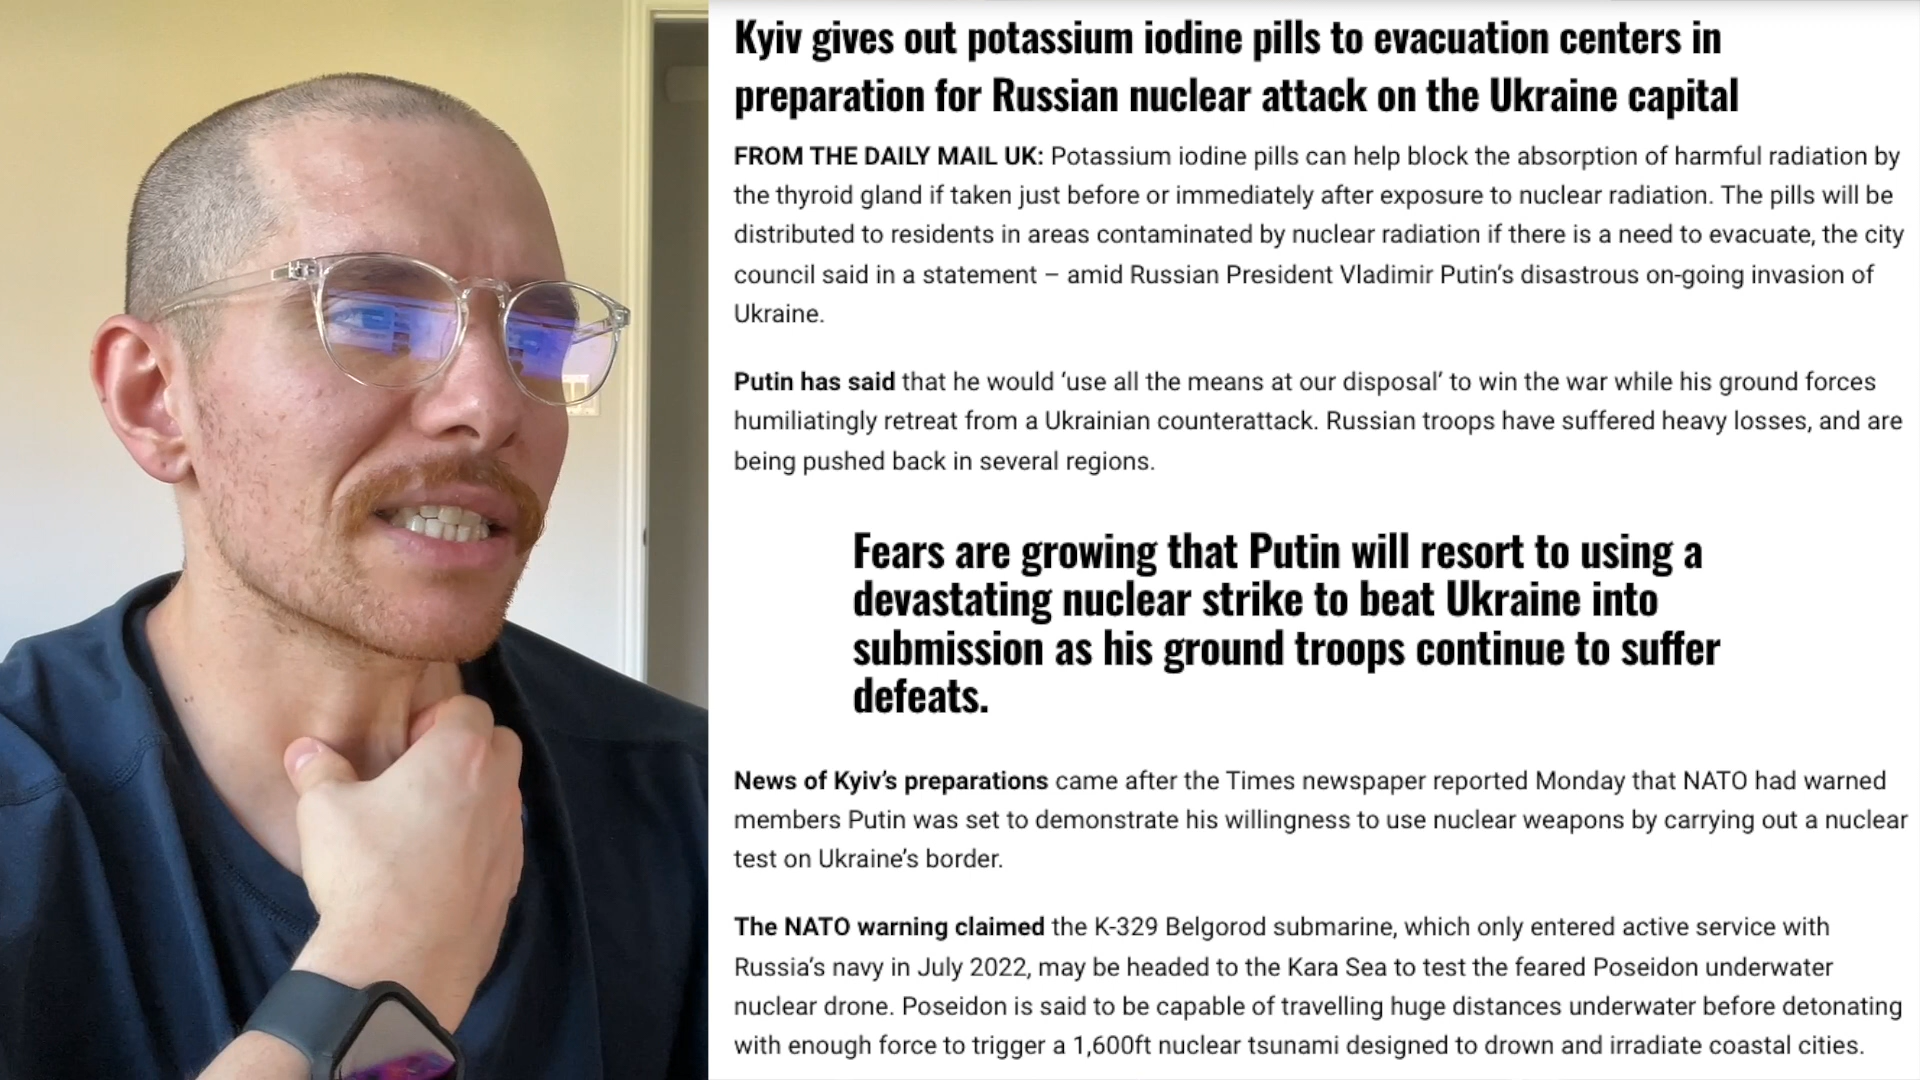 Kyiv gives out potassium iodine pills to evacuation centers in
preparation for Russian nuclear attack on the Ukraine capital
FROM THE DAILY MAIL UK: Potassium iodine pills can help block the absorption of harmful radiation by
the thyroid gland if taken just before or immediately after exposure to nuclear radiation. The pills will be
distributed to residents in areas contaminated by nuclear radiation if there is a need to evacuate, the city
council said in a statement – amid Russian President Vladimir Putin’s disastrous on-going invasion of
Ukraine.
Putin has said that he would ‘use all the means at our disposal’ to win the war while his ground forces
humiliatingly retreat from a Ukrainian counterattack. Russian troops have suffered heavy losses, and are
being pushed back in several regions.
Fears are growing that Putin will resort to using a
devastating nuclear strike to beat Ukraine into
submission as his ground troops continue to suffer
defeats.
News of Kyiv’s preparations came after the Times newspaper reported Monday that NATO had warned
members Putin was set to demonstrate his willingness to use nuclear weapons by carrying out a nuclear
test on Ukraine’s border.
The NATO warning claimed the K-329 Belgorod submarine, which only entered active service with
Russia’s navy in July 2022, may be headed to the Kara Sea to test the feared Poseidon underwater
nuclear drone. Poseidon is said to be capable of travelling huge distances underwater before detonating
with enough force to trigger a 1,600ft nuclear tsunami designed to drown and irradiate coastal cities.